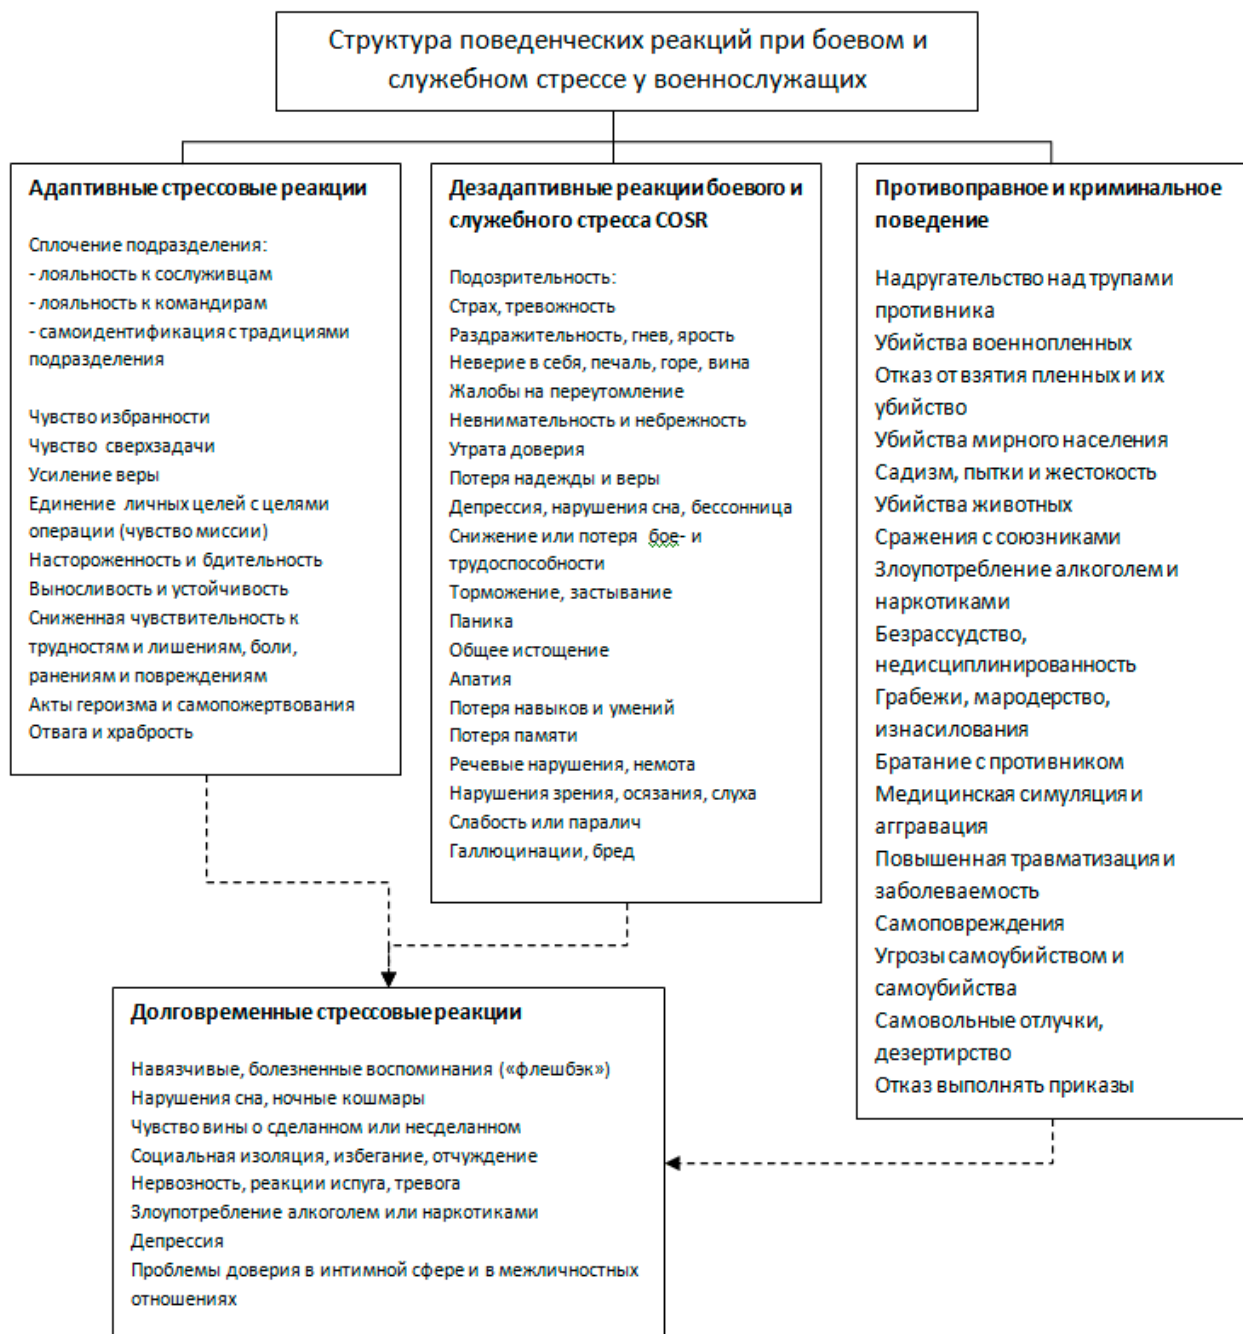 Структура поведенческих реакций при боевом и
служебном стрессе у военнослужащих
Адаптивные стрессовые реакции
Сплочение подразделения:
- лояльность к сослуживцам
- лояльность к командирам
- самоидентификация с традициями
подразделения
Чувство избранности
Чувство сверхзадачи
Усиление веры
Единение личных целей с целями
операции (чувство миссии)
Настороженность и бдительность
Выносливость и устойчивость
Сниженная чувствительность к
трудностям и лишениям, боли,
ранениям и повреждениям
Акты героизма и самопожертвования
Отвага и храбрость
Дезадаптивные реакции боевого и
служебного стресса COSR
Подозрительность:
Страх, тревожность
Раздражительность, гнев, ярость
Неверие в себя, печаль, горе, вина
Жалобы на переутомление
Невнимательность и небрежность
Утрата доверия
Потеря надежды и веры
Депрессия, нарушения сна, бессонница
Снижение или потеря бое- и
трудоспособности
Торможение, застывание
Паника
Общее истощение
Апатия
Потеря навыков и умений
Потеря памяти
Речевые нарушения, немота
Нарушения зрения, осязания, слуха
Слабость или паралич
Галлюцинации, бред
Противоправное и криминальное
поведение
Надругательство над трупами
противника
Убийства военнопленных
Отказ от взятия пленных и их
убийство
Убийства мирного населения
Садизм, пытки и жестокость
Убийства животных
Сражения с союзниками
Злоупотребление алкоголем и
наркотиками
Безрассудство,
недисциплинированность
Грабежи, мародерство,
изнасилования
Братание с противником
Медицинская симуляция и
аггравация
Повышенная травматизация и
заболеваемость
Самоповреждения
Угрозы самоубийством и
самоубийства
Самовольные отлучки,
дезертирство
Отказ выполнять приказы
Долговременные стрессовые реакции
Навязчивые, болезненные воспоминания («флешбэк»)
Нарушения сна, ночные кошмары
Чувство вины о сделанном или несделанном
Социальная изоляция, избегание, отчуждение
Нервозность, реакции испуга, тревога
Злоупотребление алкоголем или наркотиками
Депрессия
Проблемы доверия в интимной сфере и в межличностных
отношениях